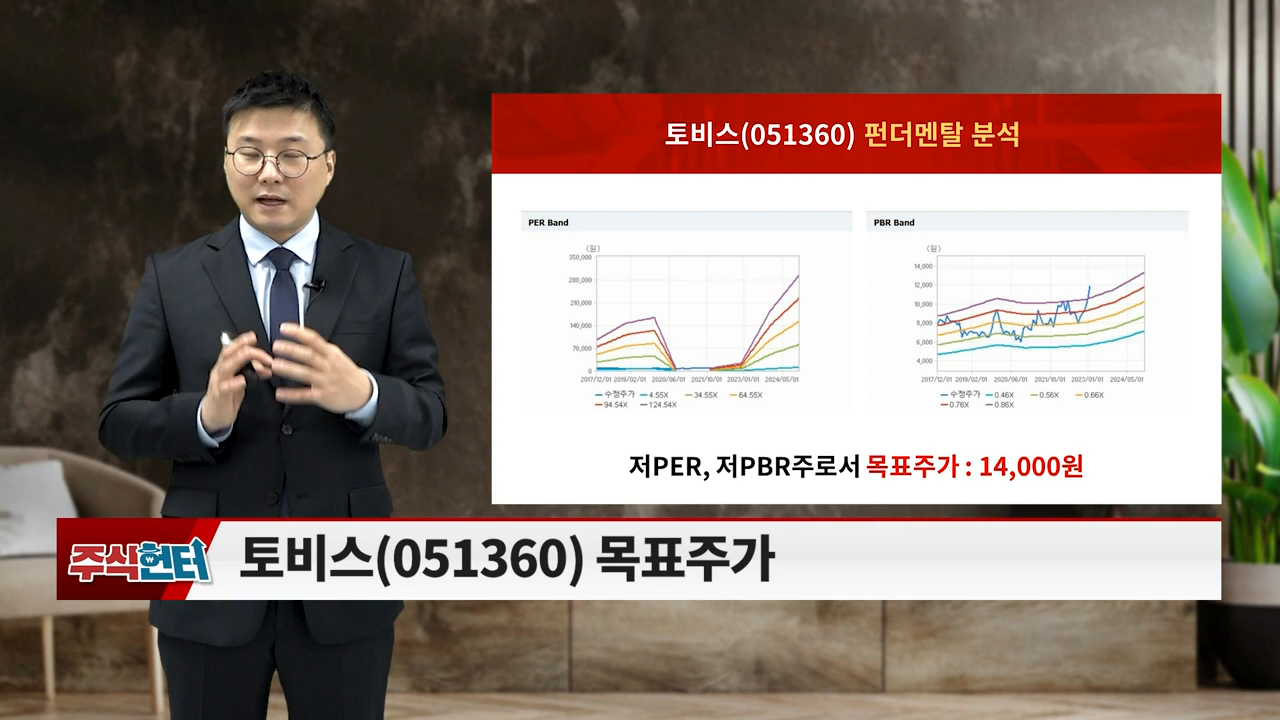 토비스(051360) 펀더멘탈 분석
PER Band
(원)
350,000
280,000
210,000
140,000
70,000
0
2017/12/01 2019/02/01 2020/06/01 2021/10/01 2023/01/01 2024/05/01
수정주가 4.55X 34.55X 64.55X
94.54X 124.54X
PBR Band
(원)
14,000
12,000
10,000
8,000
6,000
4,000
2017/12/01 2019/02/01 2020/06/01 2021/10/01 2023/01/01 2024/05/01
수정주가 0.46X 0.56X 0.66X
0.76X 0.86X
저PER, 저PBR주로서 목표주가 : 14,000원
주식헌터
토비스(051360) 목표주가